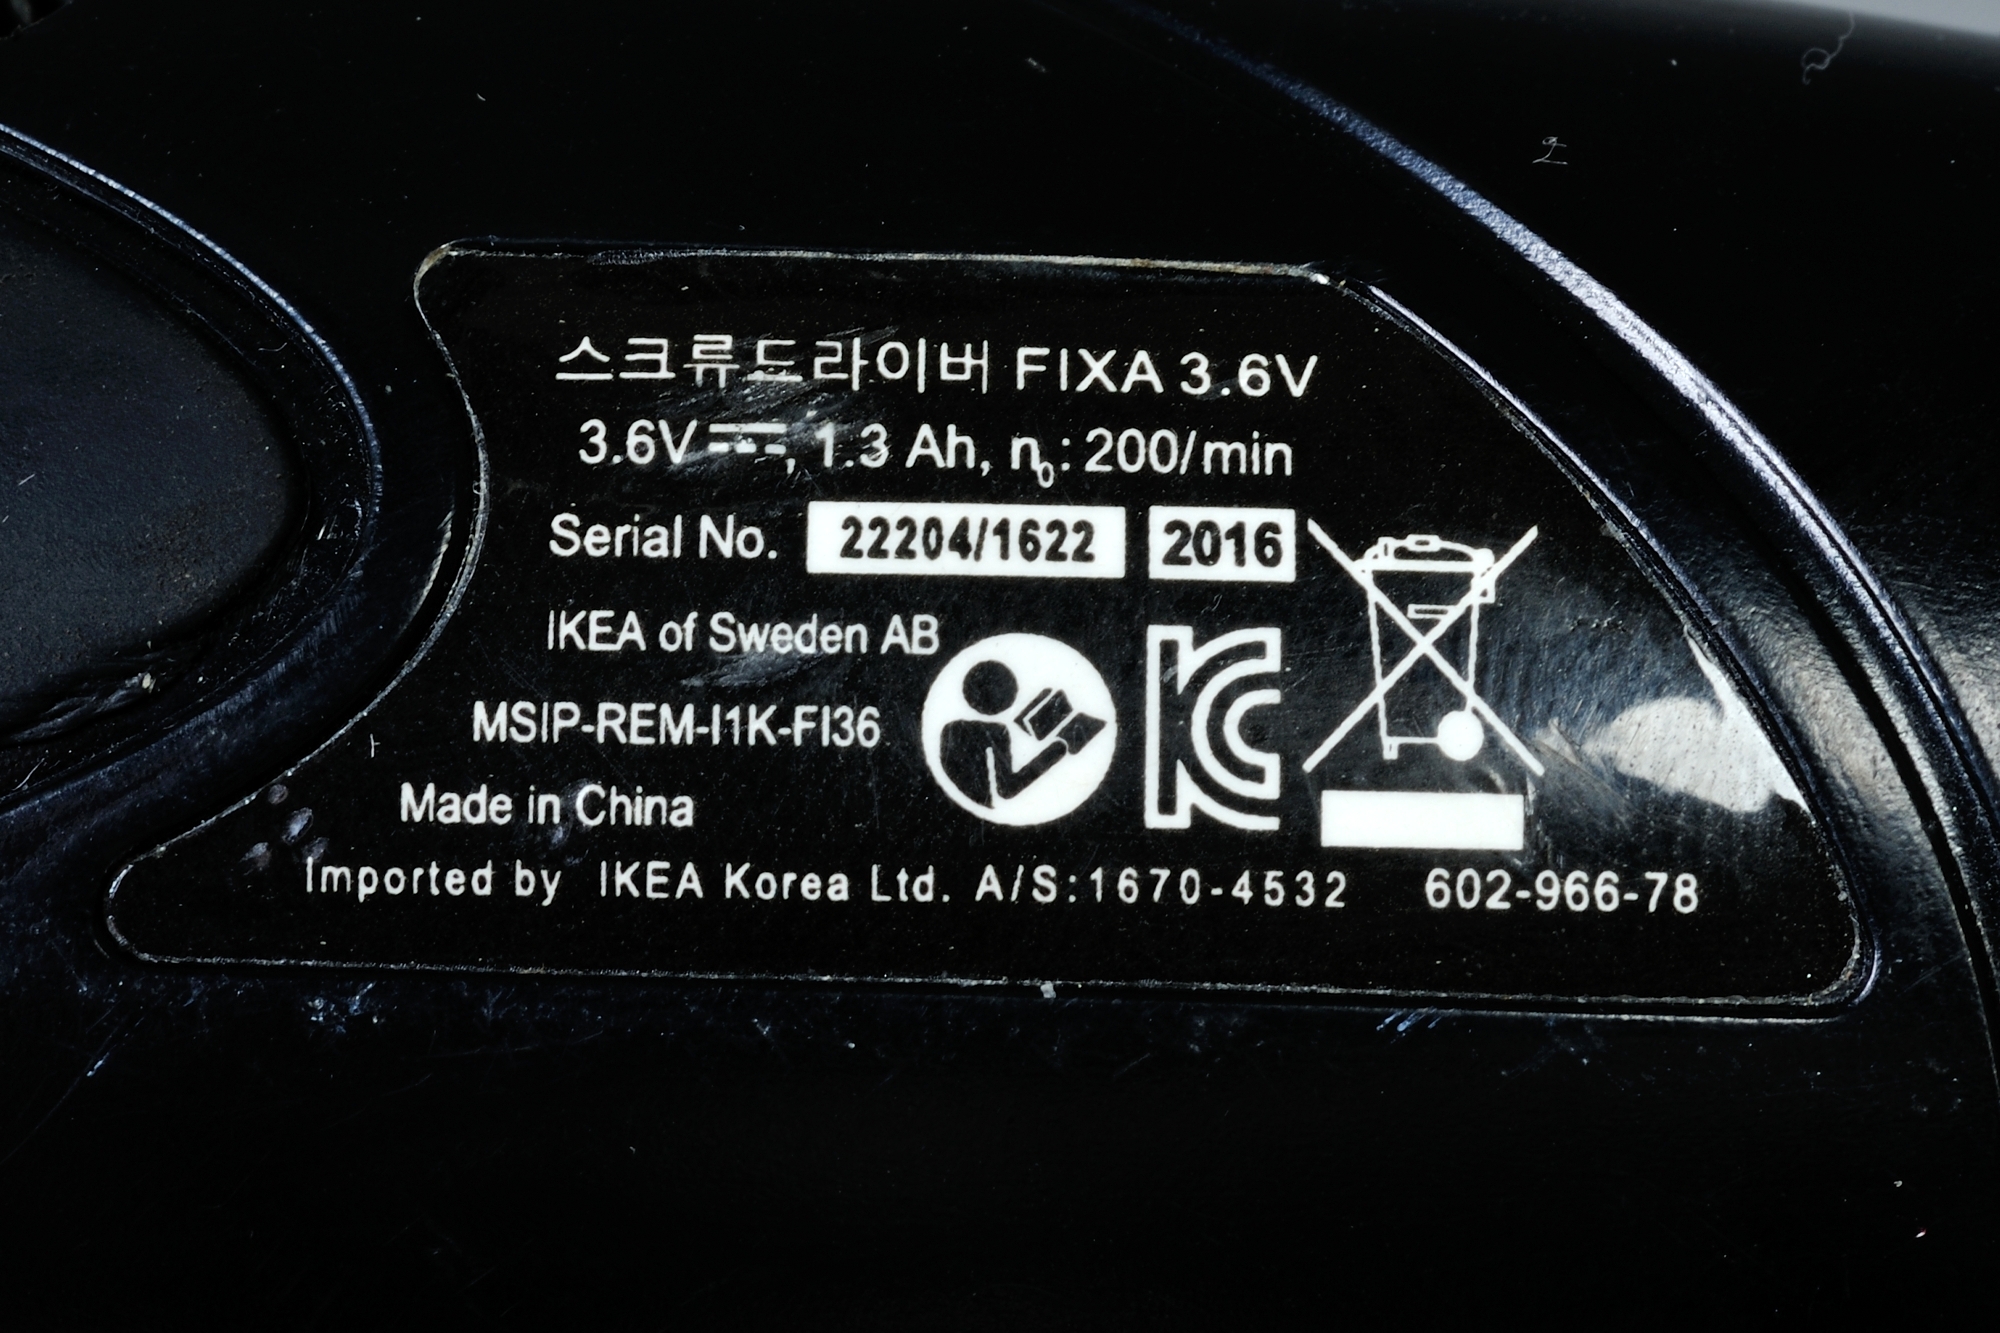 스크류드라이버 FIXA 3.6V
3.6V⎓, 1.3 Ah, n₀: 200/min
Serial No. 22204/1622 2016
IKEA of Sweden AB
MSIP-REM-I1K-FI36
Made in China
Imported by IKEA Korea Ltd. A/S:1670-4532 602-966-78